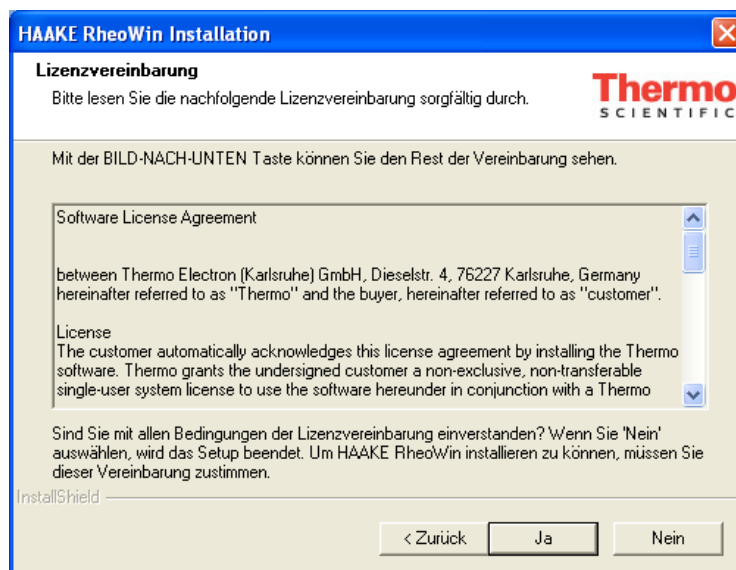 HAAKE RheoWin Installation
Lizenzvereinbarung
Bitte lesen Sie die nachfolgende Lizenzvereinbarung sorgfältig durch.
Thermo
SCIENTIFIC
Mit der BILD-NACH-UNTEN Taste können Sie den Rest der Vereinbarung sehen.
Software License Agreement
between Thermo Electron (Karlsruhe) GmbH, Dieselstr. 4, 76227 Karlsruhe, Germany
hereinafter referred to as "Thermo" and the buyer, hereinafter referred to as "customer".
License
The customer automatically acknowledges this license agreement by installing the Thermo
software. Thermo grants the undersigned customer a non-exclusive, non-transferable
single-user system license to use the software hereunder in conjunction with a Thermo
Sind Sie mit allen Bedingungen der Lizenzvereinbarung einverstanden? Wenn Sie 'Nein'
auswählen, wird das Setup beendet. Um HAAKE RheoWin installieren zu können, müssen Sie
dieser Vereinbarung zustimmen.
InstallShield
< Zurück
Ja
Nein